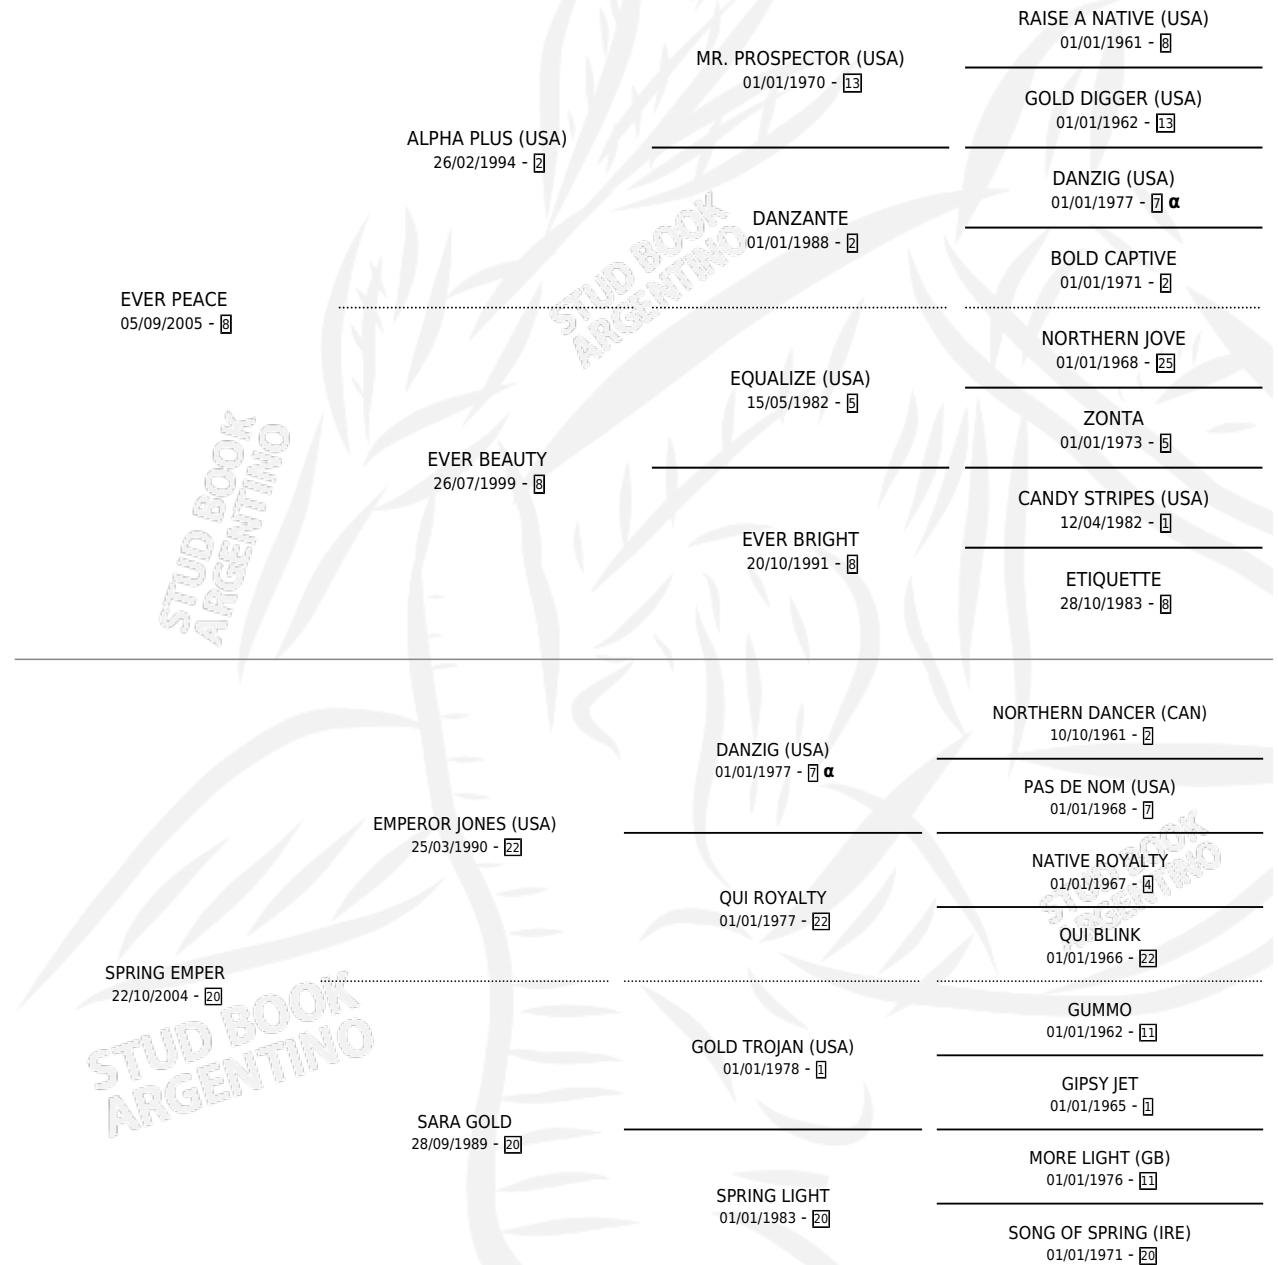 RAISE A NATIVE (USA)
01/01/1961 - 8
MR. PROSPECTOR (USA)
01/01/1970 - 13
GOLD DIGGER (USA)
01/01/1962 - 13
ALPHA PLUS (USA)
26/02/1994 - 2
DANZIG (USA)
01/01/1977 - 7 α
DANZANTE
01/01/1988 - 2
BOLD CAPTIVE
01/01/1971 - 2
EVER PEACE
05/09/2005 - 8
NORTHERN JOVE
01/01/1968 - 25
EQUALIZE (USA)
15/05/1982 - 5
ZONTA
01/01/1973 - 5
EVER BEAUTY
26/07/1999 - 8
CANDY STRIPES (USA)
12/04/1982 - 1
EVER BRIGHT
20/10/1991 - 8
ETIQUETTE
28/10/1983 - 8
NORTHERN DANCER (CAN)
10/10/1961 - 2
DANZIG (USA)
01/01/1977 - 7 α
PAS DE NOM (USA)
01/01/1968 - 7
EMPEROR JONES (USA)
25/03/1990 - 22
NATIVE ROYALTY
01/01/1967 - 4
QUI ROYALTY
01/01/1977 - 22
QUI BLINK
01/01/1966 - 22
SPRING EMPER
22/10/2004 - 20
GUMMO
01/01/1962 - 11
GOLD TROJAN (USA)
01/01/1978 - 1
GIPSY JET
01/01/1965 - 1
SARA GOLD
28/09/1989 - 20
MORE LIGHT (GB)
01/01/1976 - 11
SPRING LIGHT
01/01/1983 - 20
SONG OF SPRING (IRE)
01/01/1971 - 20
STUD BOOK
ARGENTINO
STUD BOOK
ARGENTINO
STUD BOOK
ARGENTINO
STUD BOOK
ARGENTINO